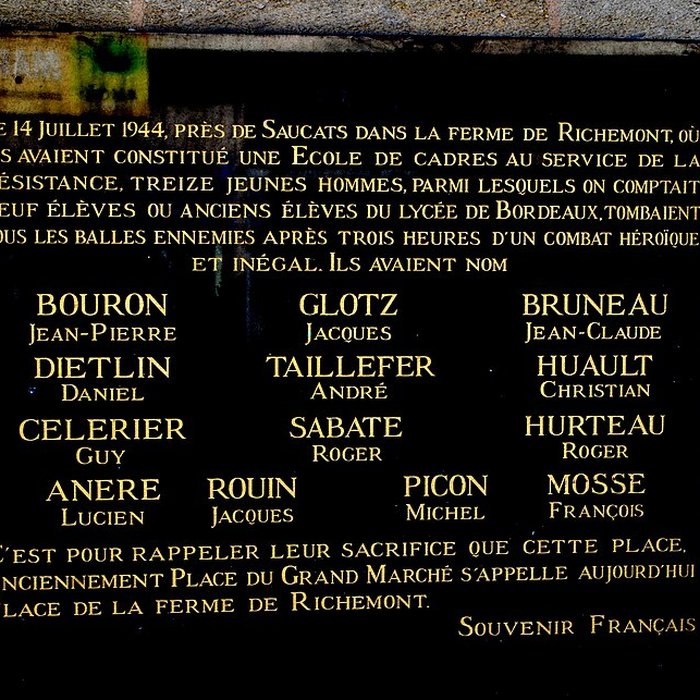 E 14 JUILLET 1944, PRÈS DE SAUCATS DANS LA FERME DE RICHEMONT, OÙ
S AVAIENT CONSTITUÉ UNE ECOLE DE CADRES AU SERVICE DE LA
ÉSISTANCE, TREIZE JEUNES HOMMES, PARMI LESQUELS ON COMPTAIT
EUF ÉLÈVES OU ANCIENS ÉLÈVES DU LYCÉE DE BORDEAUX, TOMBAIENT
OUS LES BALLES ENNEMIES APRÈS TROIS HEURES D'UN COMBAT HÉROÏQUE
ET INÉGAL. ILS AVAIENT NOM
BOURON GLOTZ BRUNEAU
JEAN-PIERRE JACQUES JEAN-CLAUDE
DIETLIN TAILLEFER HUAULT
DANIEL ANDRÉ CHRISTIAN
CELERIER SABATE HURTEAU
GUY ROGER ROGER
ANERE ROUIN PICON MOSSE
LUCIEN JACQUES MICHEL FRANÇOIS
C'EST POUR RAPPELER LEUR SACRIFICE QUE CETTE PLACE,
NCIENNEMENT PLACE DU GRAND MARCHÉ S'APPELLE AUJOURD'HUI
LACE DE LA FERME DE RICHEMONT.
SOUVENIR FRANÇAIS